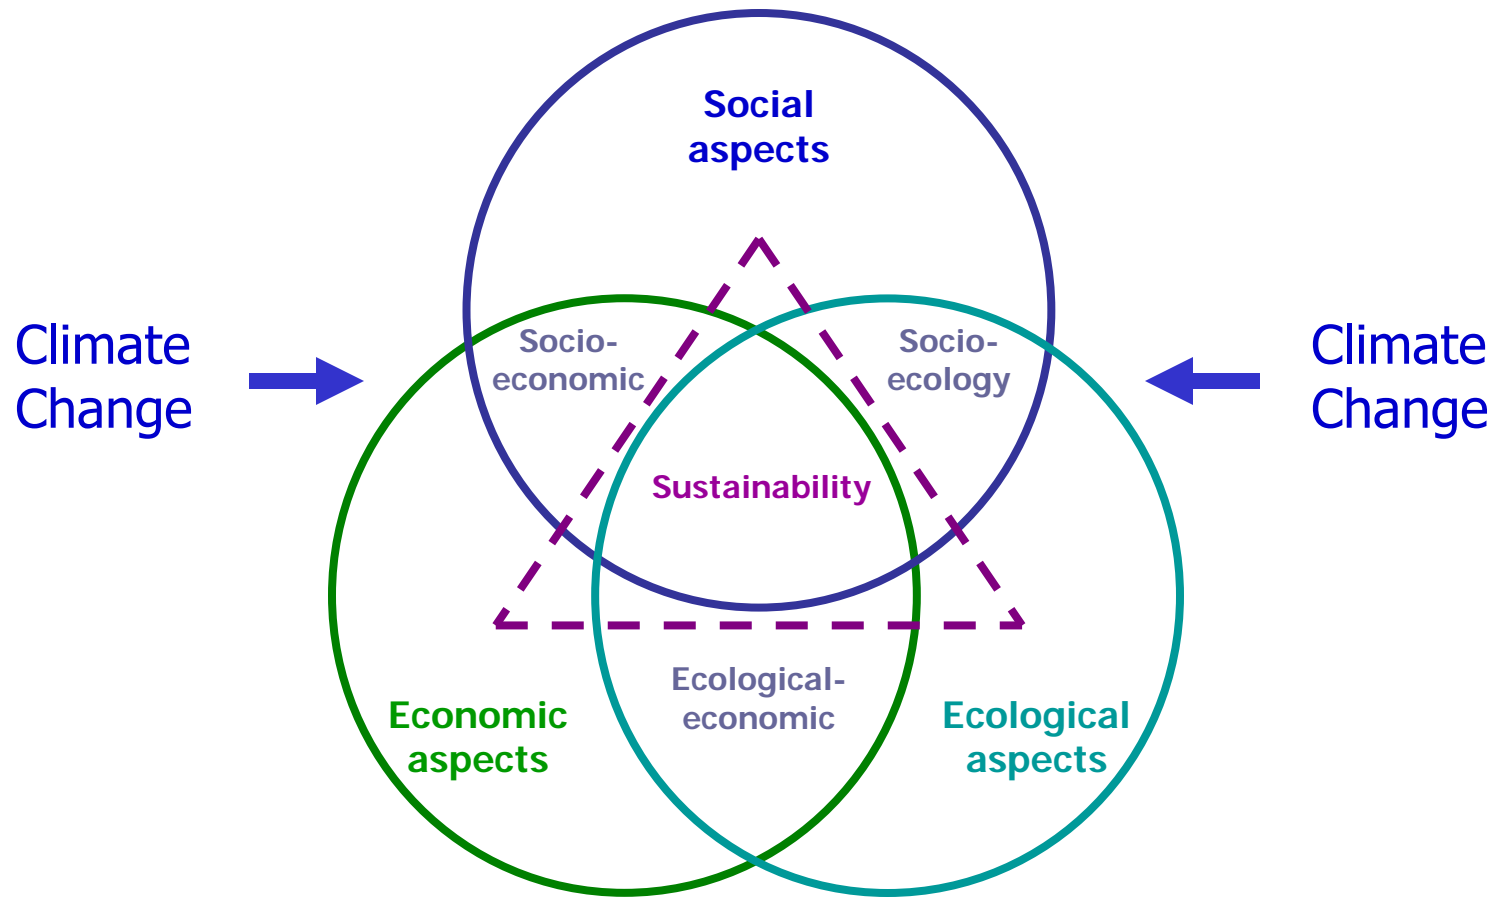 Social
aspects
Climate
Change
Socio-
economic
Socio-
ecology
Climate
Change
Sustainability
Ecological-
economic
Economic
aspects
Ecological
aspects